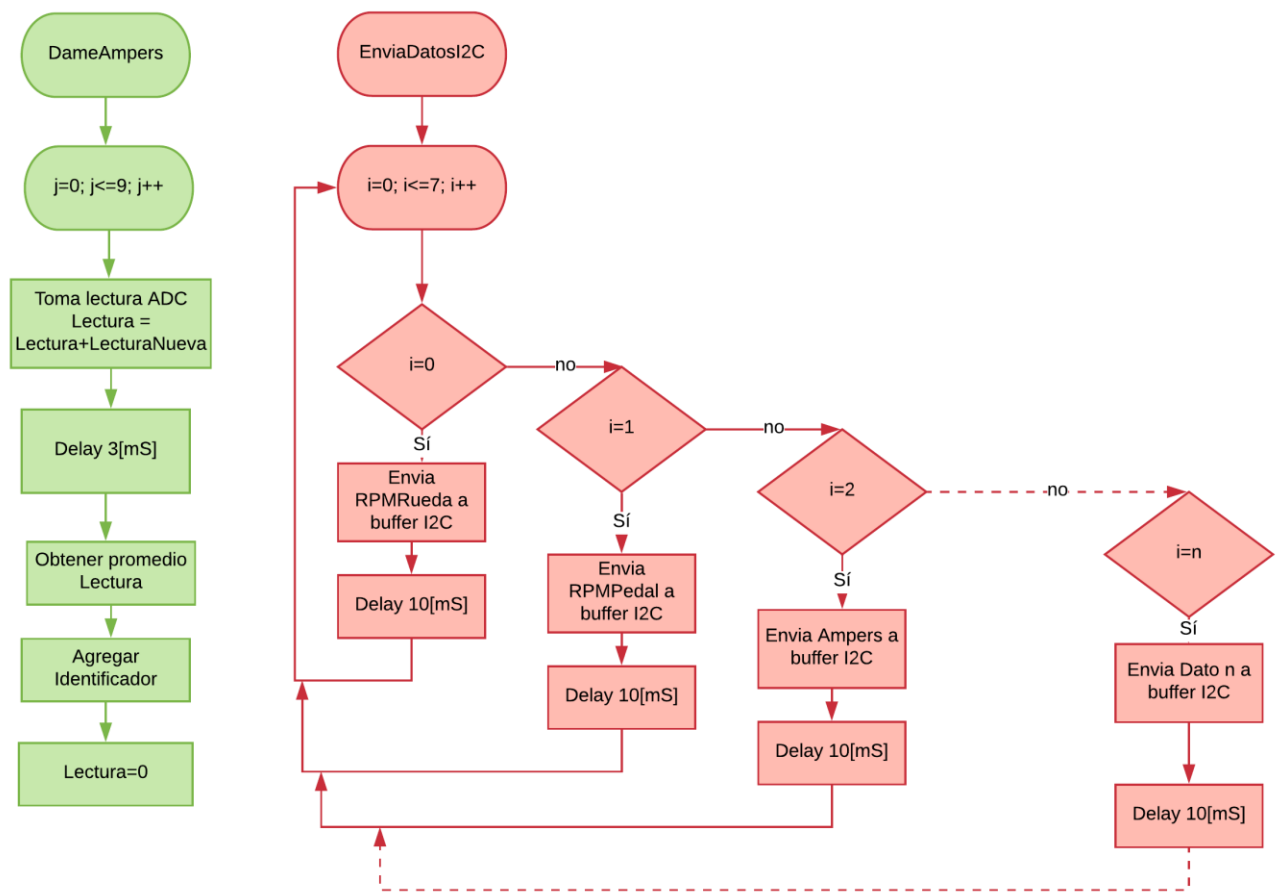 DameAmpers
j=0; j<=9; j++
Toma lectura ADC
Lectura =
Lectura+LecturaNueva
Delay 3[mS]
Obtener promedio
Lectura
Agregar
Identificador
Lectura=0
EnviaDatosI2C
i=0; i<=7; i++
i=0
no
Sí
Envia
RPMRueda a
buffer I2C
Delay 10[mS]
i=1
no
Sí
Envia
RPMPedal a
buffer I2C
Delay 10[mS]
i=2
no
Sí
Envia Ampers a
buffer I2C
Delay 10[mS]
i=n
Sí
Envia Dato n a
buffer I2C
Delay 10[mS]